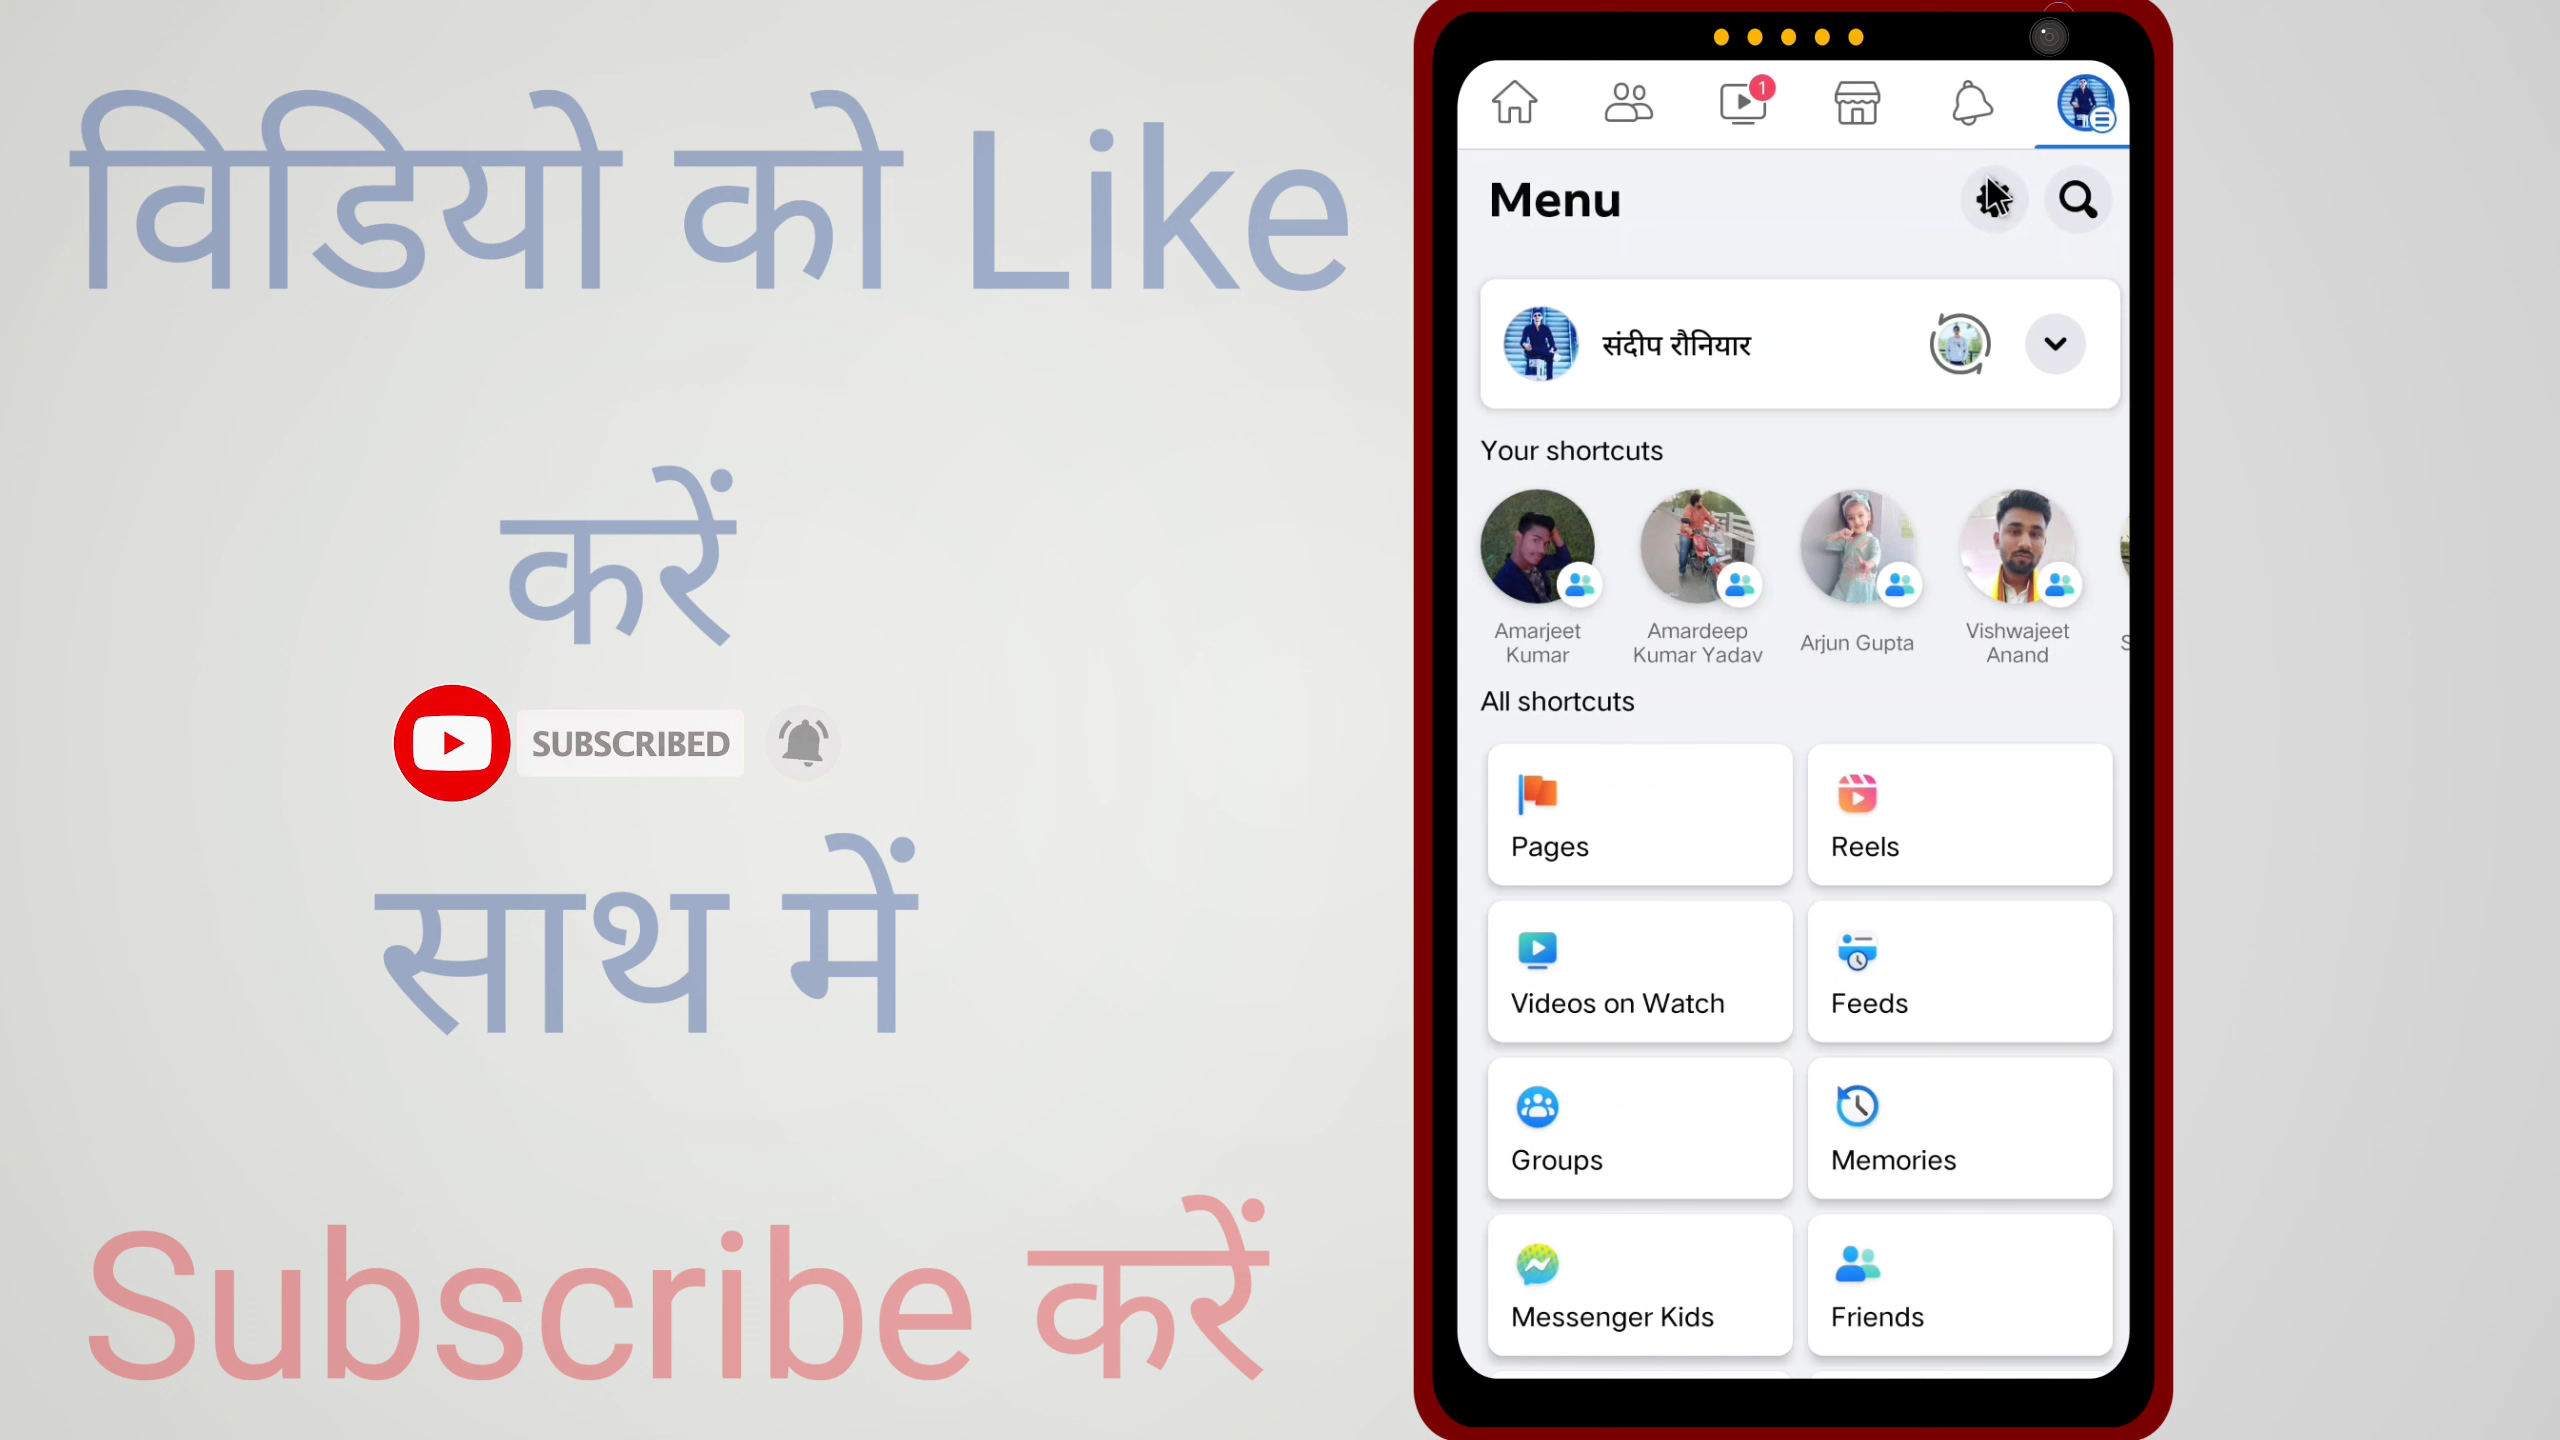 विडियो को Like
करें
SUBSCRIBED
साथ में
Subscribe करें
1
Menu
संदीप रौनियार
Your shortcuts
Amarjeet Kumar
Amardeep Kumar Yadav
Arjun Gupta
Vishwajeet Anand
All shortcuts
Pages
Reels
Videos on Watch
Feeds
Groups
Memories
Messenger Kids
Friends